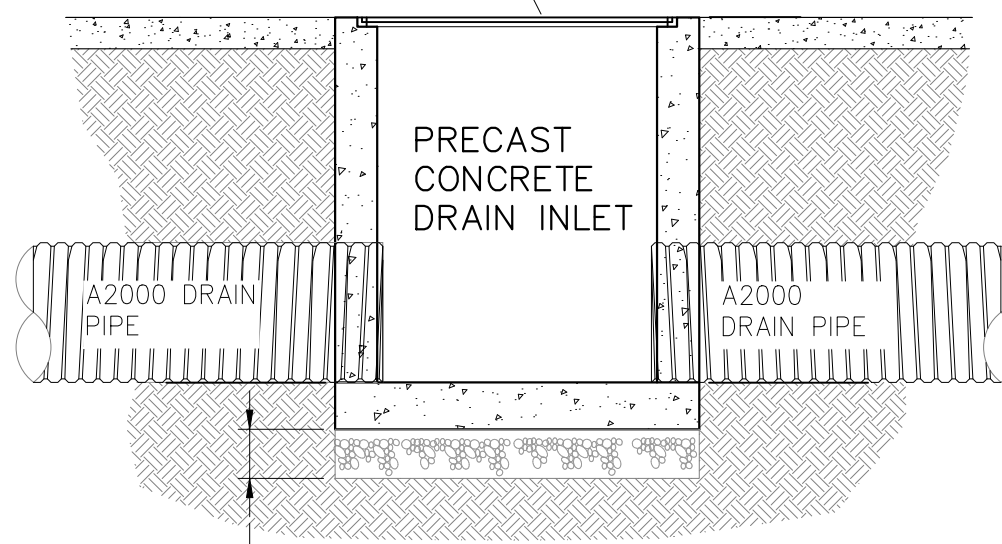 PRECAST
CONCRETE
DRAIN INLET
A2000 DRAIN
PIPE
A2000
DRAIN PIPE